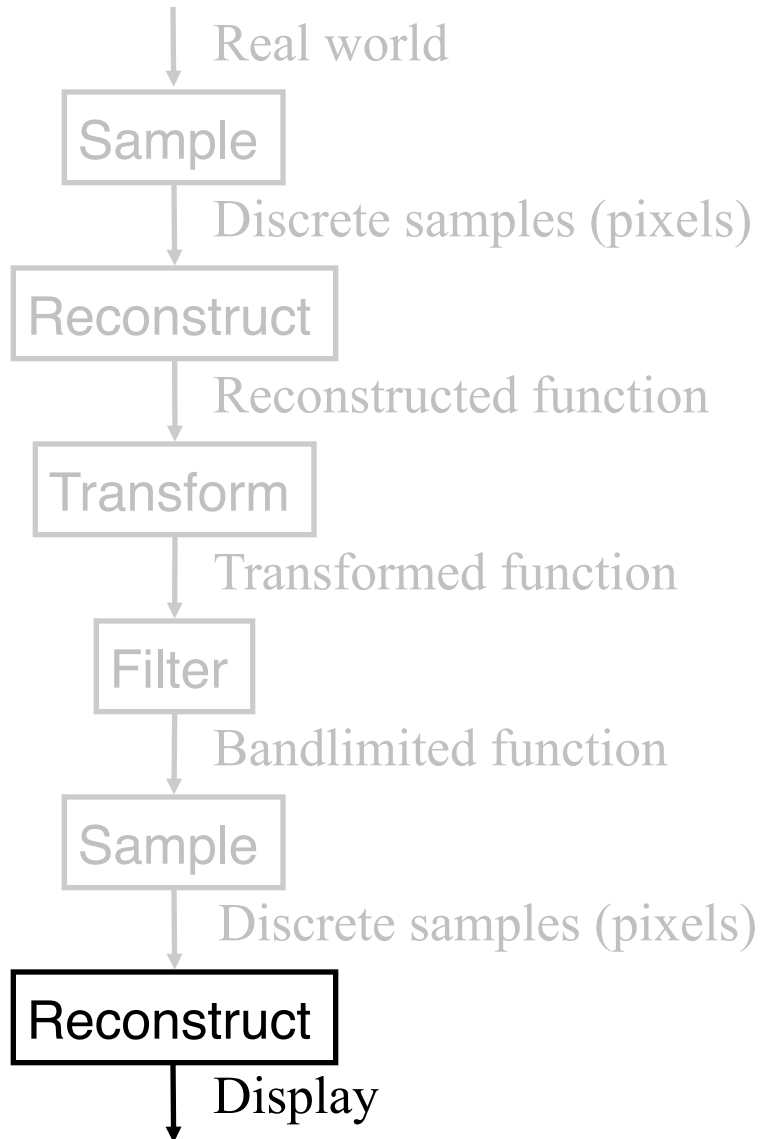 Real world
Sample
Discrete samples (pixels)
Reconstruct
Reconstructed function
Transform
Transformed function
Filter
Bandlimited function
Sample
Discrete samples (pixels)
Reconstruct
Display